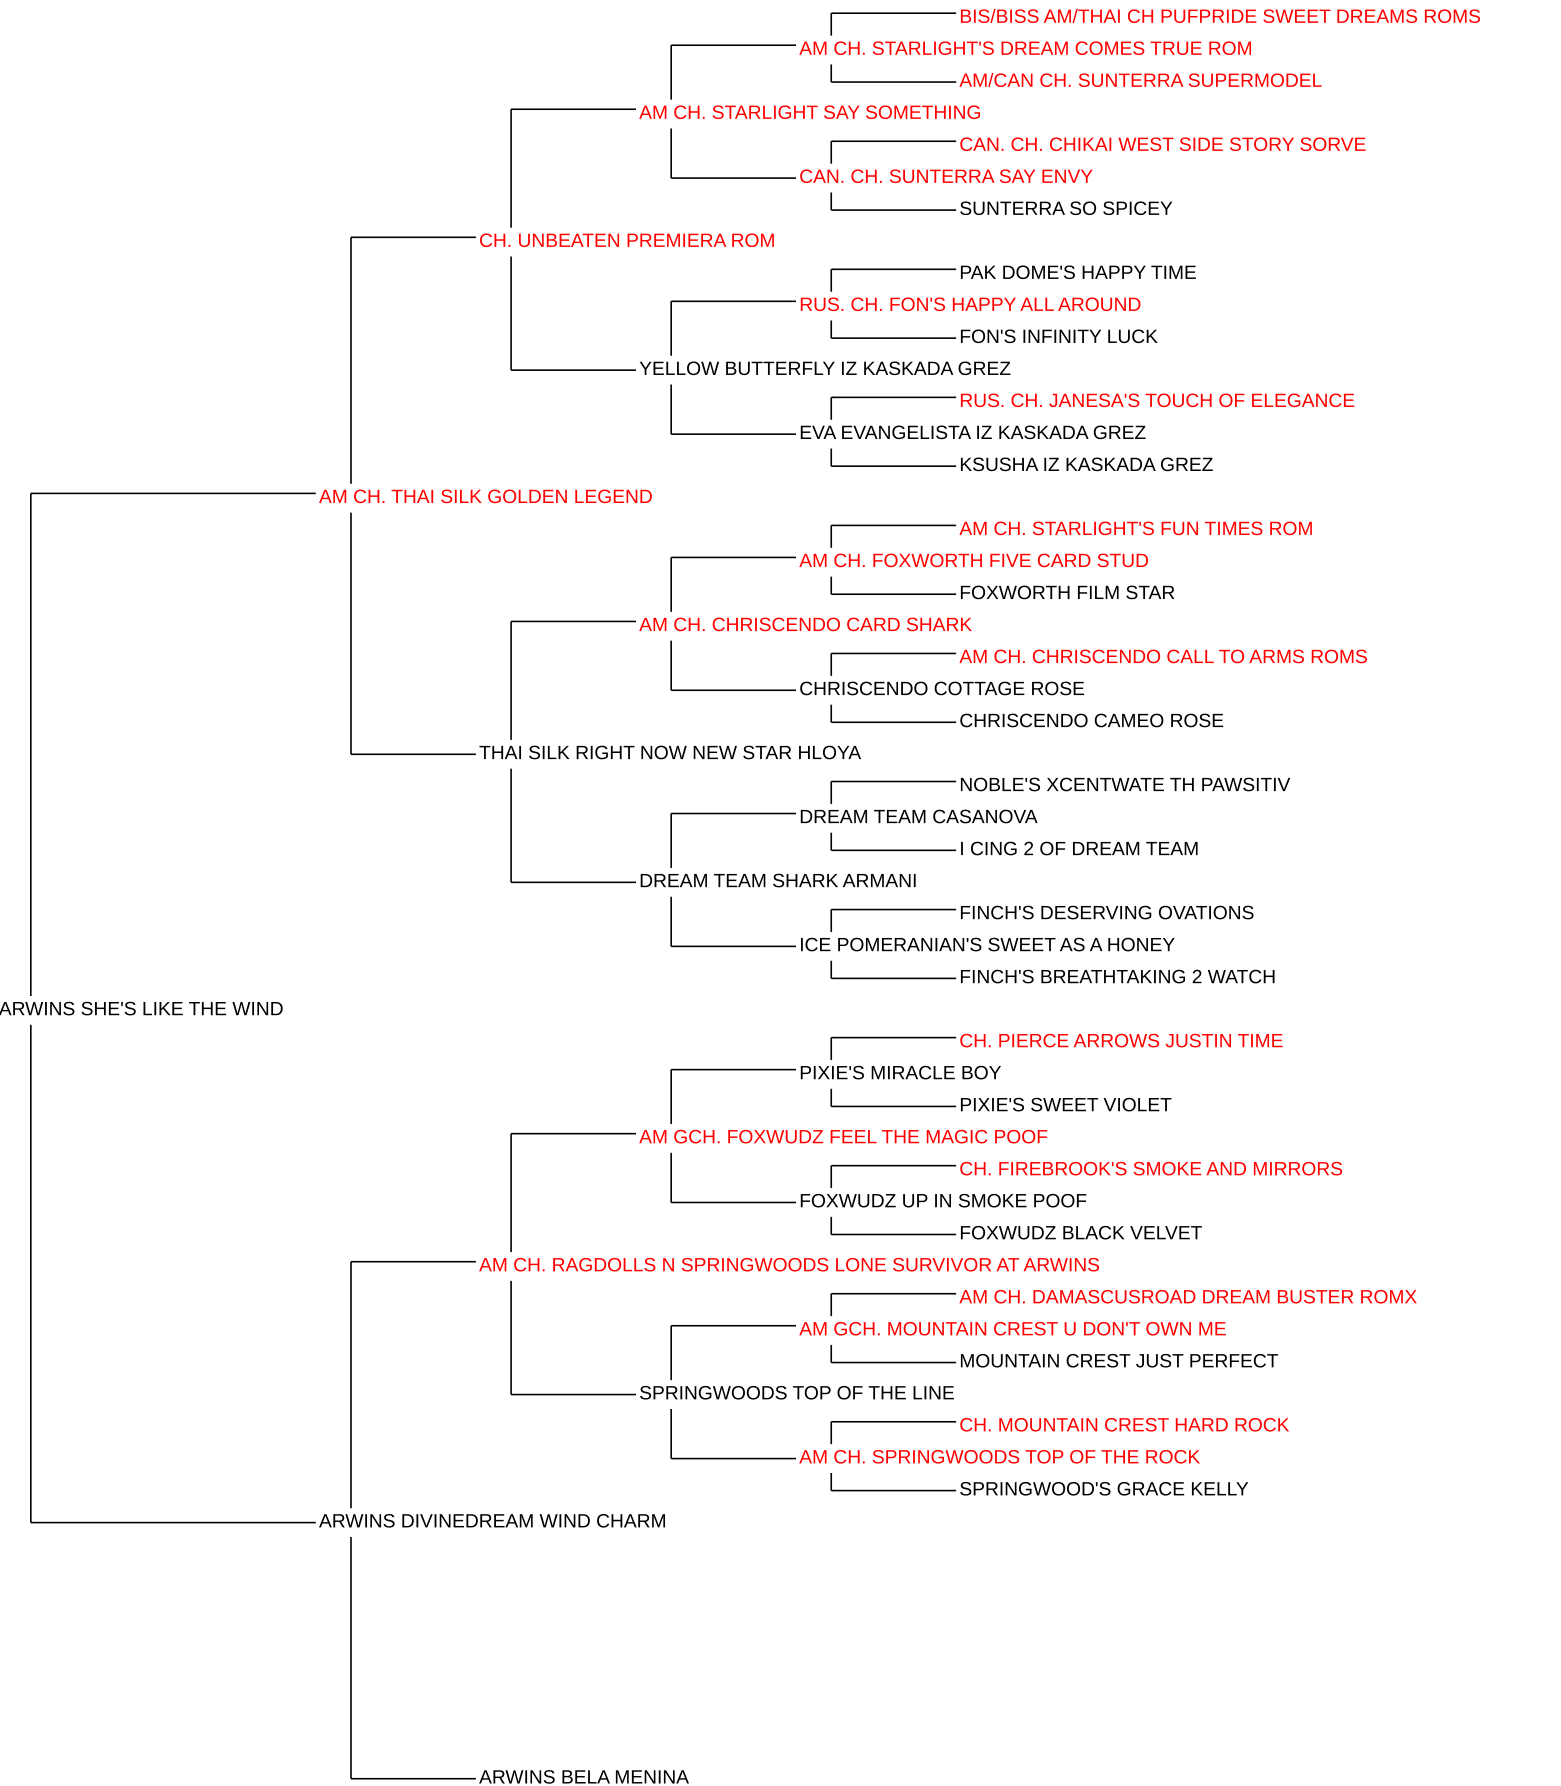 BIS/BISS AM/THAI CH PUFPRIDE SWEET DREAMS ROMS
AM CH. STARLIGHT'S DREAM COMES TRUE ROM
AM/CAN CH. SUNTERRA SUPERMODEL
AM CH. STARLIGHT SAY SOMETHING
CAN. CH. CHIKAI WEST SIDE STORY SORVE
CAN. CH. SUNTERRA SAY ENVY
SUNTERRA SO SPICEY
CH. UNBEATEN PREMIERA ROM
PAK DOME'S HAPPY TIME
RUS. CH. FON'S HAPPY ALL AROUND
FON'S INFINITY LUCK
YELLOW BUTTERFLY IZ KASKADA GREZ
RUS. CH. JANESA'S TOUCH OF ELEGANCE
EVA EVANGELISTA IZ KASKADA GREZ
KSUSHA IZ KASKADA GREZ
AM CH. THAI SILK GOLDEN LEGEND
AM CH. STARLIGHT'S FUN TIMES ROM
AM CH. FOXWORTH FIVE CARD STUD
FOXWORTH FILM STAR
AM CH. CHRISCENDO CARD SHARK
AM CH. CHRISCENDO CALL TO ARMS ROMS
CHRISCENDO COTTAGE ROSE
CHRISCENDO CAMEO ROSE
THAI SILK RIGHT NOW NEW STAR HLOYA
NOBLE'S XCENTWATE TH PAWSITIV
DREAM TEAM CASANOVA
I CING 2 OF DREAM TEAM
DREAM TEAM SHARK ARMANI
FINCH'S DESERVING OVATIONS
ICE POMERANIAN'S SWEET AS A HONEY
FINCH'S BREATHTAKING 2 WATCH
ARWINS SHE'S LIKE THE WIND
CH. PIERCE ARROWS JUSTIN TIME
PIXIE'S MIRACLE BOY
PIXIE'S SWEET VIOLET
AM GCH. FOXWUDZ FEEL THE MAGIC POOF
CH. FIREBROOK'S SMOKE AND MIRRORS
FOXWUDZ UP IN SMOKE POOF
FOXWUDZ BLACK VELVET
AM CH. RAGDOLLS N SPRINGWOODS LONE SURVIVOR AT ARWINS
AM CH. DAMASCUSROAD DREAM BUSTER ROMX
AM GCH. MOUNTAIN CREST U DON'T OWN ME
MOUNTAIN CREST JUST PERFECT
SPRINGWOODS TOP OF THE LINE
CH. MOUNTAIN CREST HARD ROCK
AM CH. SPRINGWOODS TOP OF THE ROCK
SPRINGWOOD'S GRACE KELLY
ARWINS DIVINEDREAM WIND CHARM
ARWINS BELA MENINA